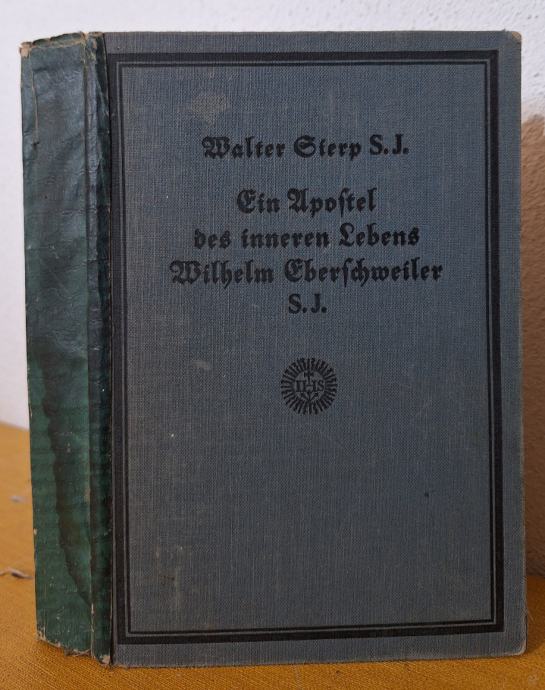 Walter Sierp S.J.
Ein Apoſtel
des inneren Lebens
Wilhelm Eberſchweiler
S.J.
IHS